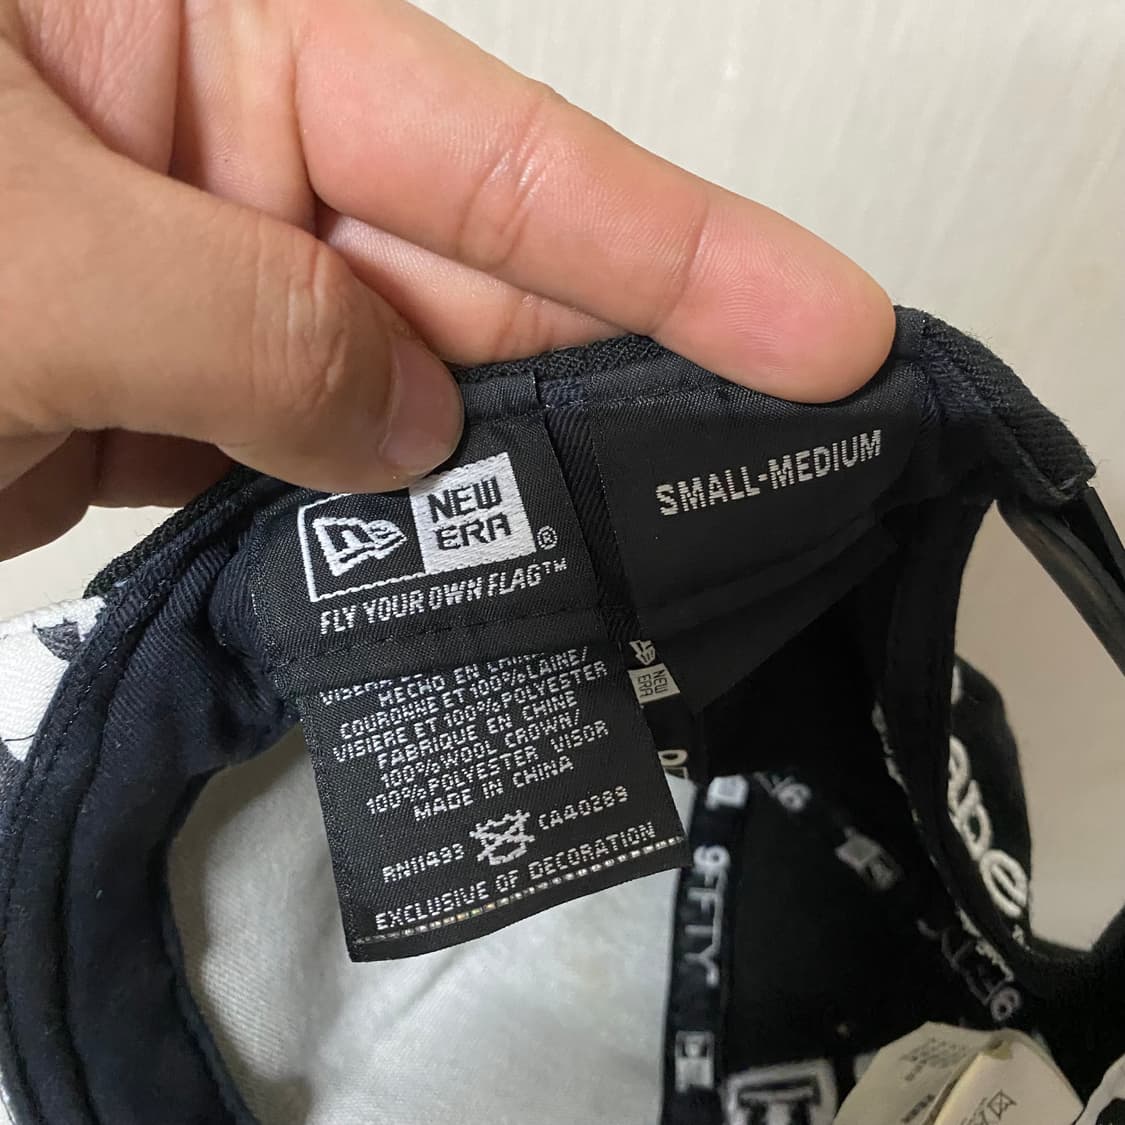 NEW
ERA®
FLY YOUR OWN FLAG™
SMALL-MEDIUM
HECHO EN
COURONNE ET 100% LAINE/
VISIERE ET 100% POLYESTER
FABRIQUE EN CHINE
100% WOOL CROWN/
100% POLYESTER VISOR
MADE IN CHINA
RN11493
CA40289
EXCLUSIVE OF DECORATION
NEW
ERA
9FIFTY
ape